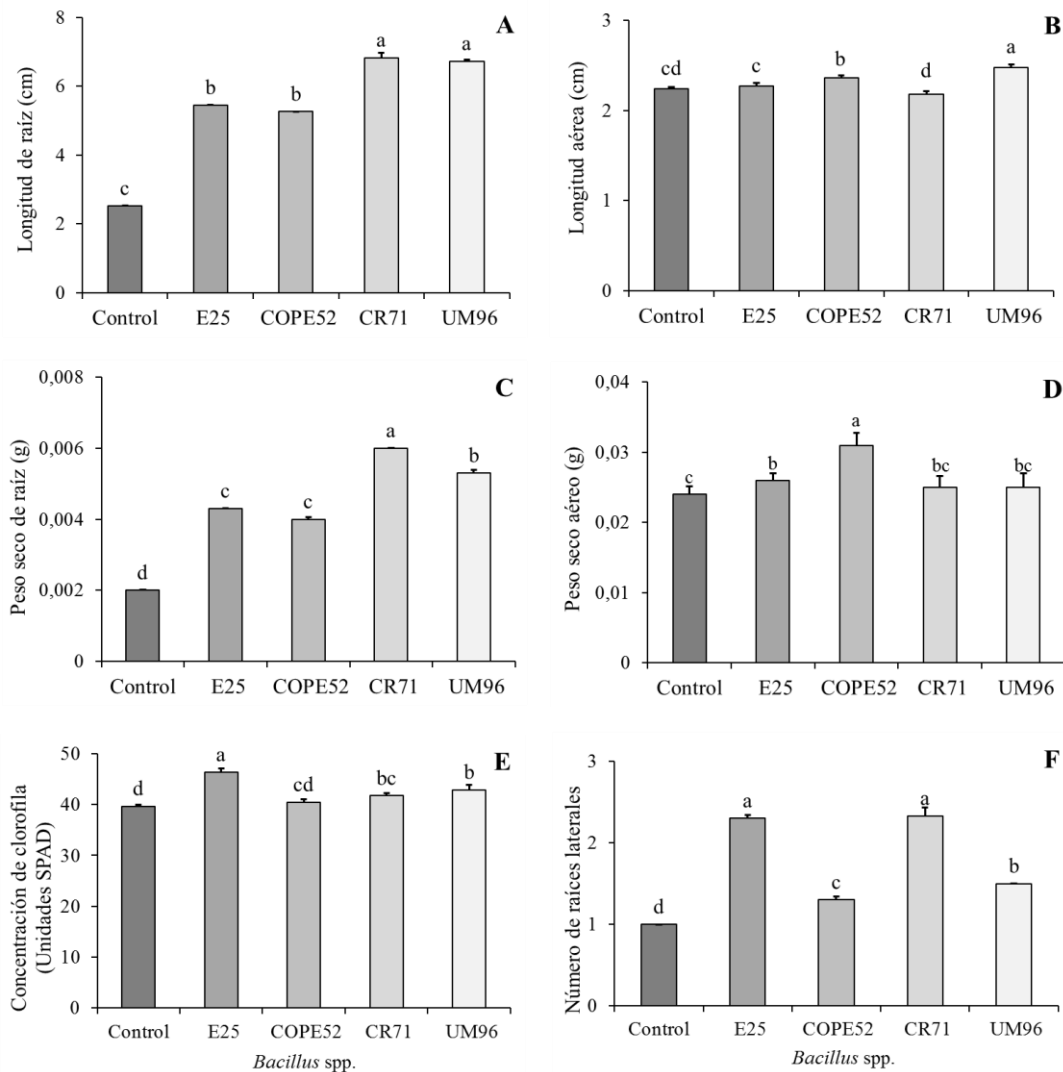 A
Longitud de raíz (cm)
8
6
4
2
0
c
b
b
a
a
Control E25 COPE52 CR71 UM96
B
Longitud aérea (cm)
3
2
1
0
cd
c
b
d
a
Control E25 COPE52 CR71 UM96
C
Peso seco de raíz (g)
0,008
0,006
0,004
0,002
0
d
c
c
a
b
Control E25 COPE52 CR71 UM96
D
Peso seco aéreo (g)
0,04
0,03
0,02
0,01
0
c
b
a
bc
bc
Control E25 COPE52 CR71 UM96
E
Concentración de clorofila
(Unidades SPAD)
50
40
30
20
10
0
d
a
cd
bc
b
Control E25 COPE52 CR71 UM96
Bacillus spp.
F
Número de raíces laterales
3
2
1
0
d
a
c
a
b
Control E25 COPE52 CR71 UM96
Bacillus spp.